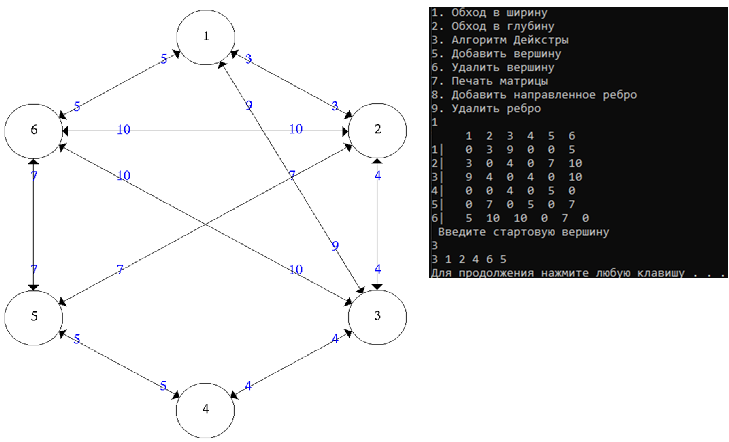 1
5
3
5
3
9
6
10
10
2
7
10
7
4
9
7
7
10
4
5
3
5
4
5
4
4
1. Обход в ширину
2. Обход в глубину
3. Алгоритм Дейкстры
5. Добавить вершину
6. Удалить вершину
7. Печать матрицы
8. Добавить направленное ребро
9. Удалить ребро
1
1 2 3 4 5 6
1| 0 3 9 0 0 5
2| 3 0 4 0 7 10
3| 9 4 0 4 0 10
4| 0 0 4 0 5 0
5| 0 7 0 5 0 7
6| 5 10 10 0 7 0
Введите стартовую вершину
3
3 1 2 4 6 5
Для продолжения нажмите любую клавишу . . .